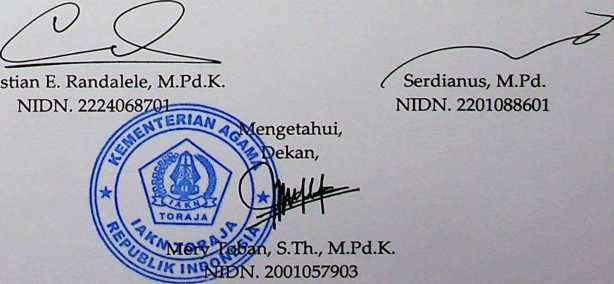 stian E. Randalele, M.Pd.K.
NIDN. 2224068701
Serdianus, M.Pd.
NIDN. 2201088601
Mengetahui,
Dekan,
KEMENTERIAN AGAMA
IAKN
TORAJA
IAKN TORAJA
REPUBLIK INDONESIA
Mery Toban, S.Th., M.Pd.K.
NIDN. 2001057903